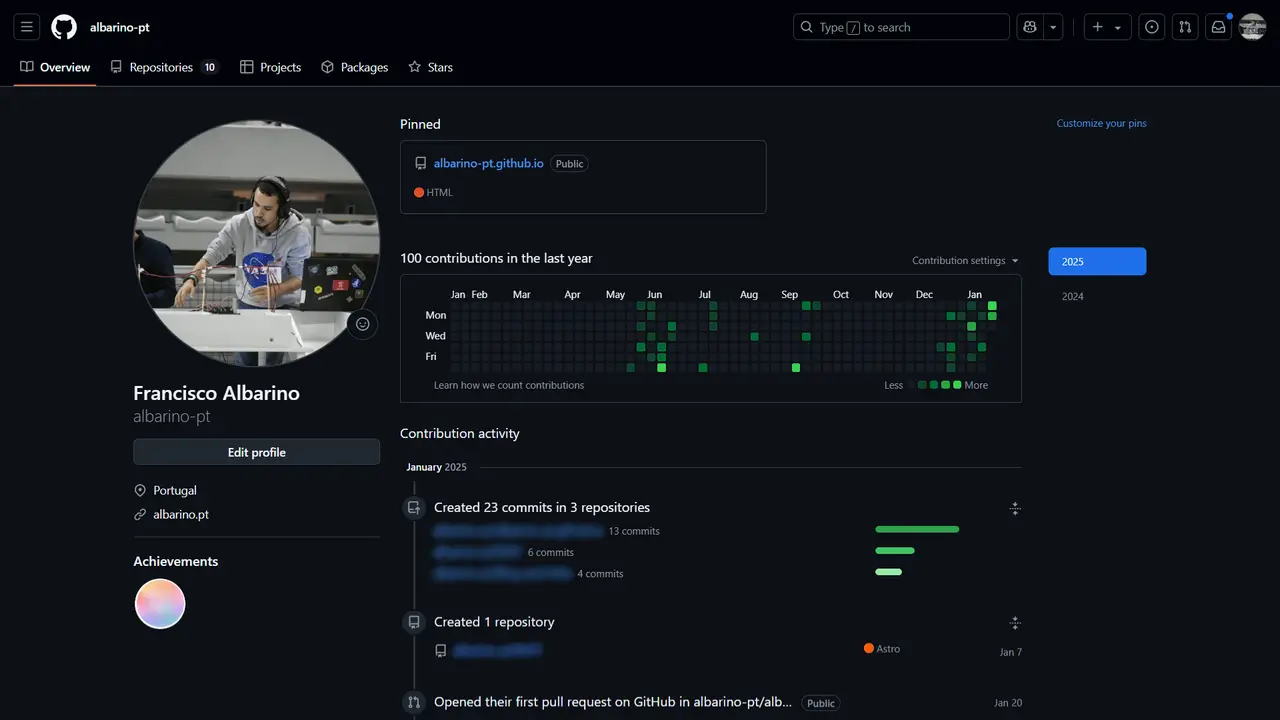 albarino-pt
Type / to search
Overview
Repositories 10
Projects
Packages
Stars
Francisco Albarino
albarino-pt
Edit profile
Portugal
albarino.pt
Achievements
Pinned
Customize your pins
albarino-pt.github.io Public
HTML
100 contributions in the last year
Contribution settings
2025
2024
Jan Feb Mar Apr May Jun Jul Aug Sep Oct Nov Dec Jan
Mon
Wed
Fri
Learn how we count contributions
Less More
Contribution activity
January 2025
Created 23 commits in 3 repositories
13 commits
6 commits
4 commits
Created 1 repository
Astro
Jan 7
Opened their first pull request on GitHub in albarino-pt/alb... Public
Jan 20